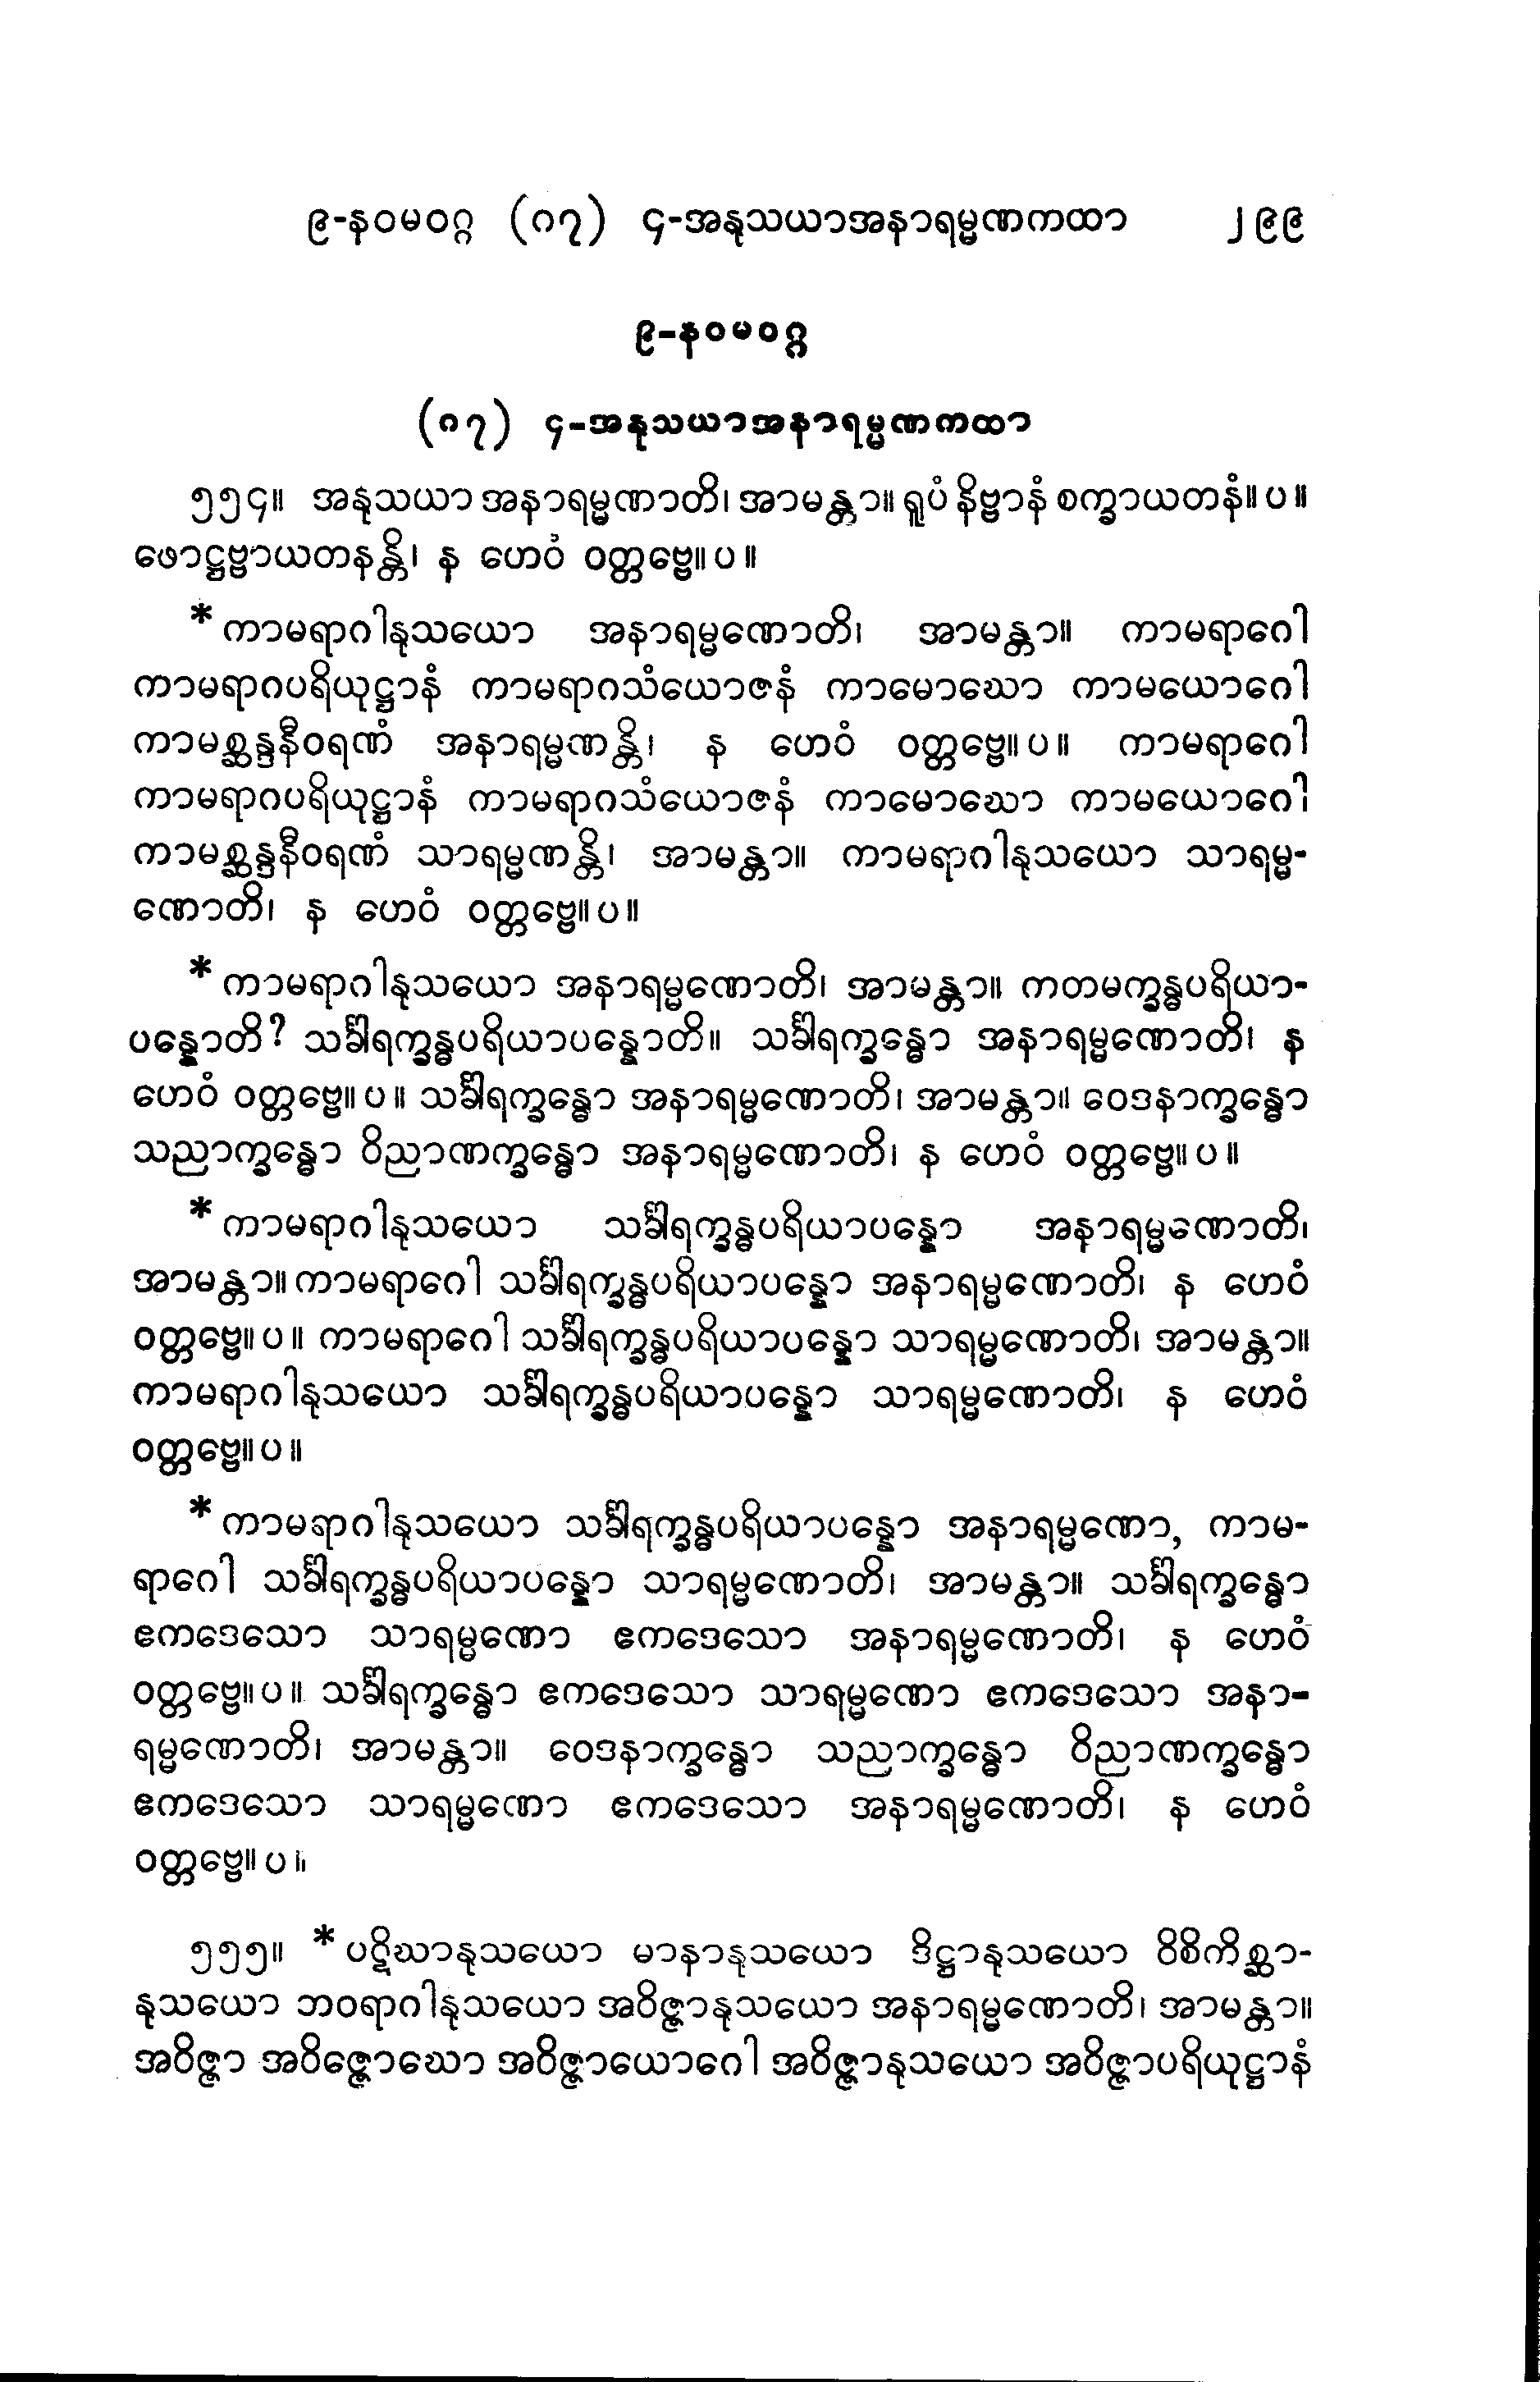 ၉-နဝမဝဂ္ဂ (၈၇) ၄-အနုသယာအနာရမ္မဏကထာ ၂၉၉
၉-နဝမဝဂ္ဂ
(၈၇) ၄-အနုသယာအနာရမ္မဏကထာ
၅၅၄။ အနုသယာ အနာရမ္မဏာတိ၊ အာမန္တာ။ ရူပံ နိဗ္ဗာနံ စက္ခာယတနံ။ ပ ။
ဖောဋ္ဌဗ္ဗာယတနန္တိ၊ န ဟေဝံ ဝတ္တဗ္ဗေ။ ပ ။
* ကာမရာဂါနုသယော အနာရမ္မဏောတိ၊ အာမန္တာ။ ကာမရာဂေါ
ကာမရာဂပရိယုဋ္ဌာနံ ကာမရာဂသံယောဇနံ ကာမောဃော ကာမယောဂေါ
ကာမစ္ဆန္ဒနီဝရဏံ အနာရမ္မဏန္တိ၊ န ဟေဝံ ဝတ္တဗ္ဗေ။ ပ ။ ကာမရာဂေါ
ကာမရာဂပရိယုဋ္ဌာနံ ကာမရာဂသံယောဇနံ ကာမောဃော ကာမယောဂေါ
ကာမစ္ဆန္ဒနီဝရဏံ သာရမ္မဏန္တိ၊ အာမန္တာ။ ကာမရာဂါနုသယော သာရမ္မ-
ဏောတိ၊ န ဟေဝံ ဝတ္တဗ္ဗေ။ ပ ။
* ကာမရာဂါနုသယော အနာရမ္မဏောတိ၊ အာမန္တာ။ ကတမက္ခန္ဓပရိယာ-
ပန္နောတိ? သင်္ခါရက္ခန္ဓပရိယာပန္နောတိ။ သင်္ခါရက္ခန္ဓော အနာရမ္မဏောတိ၊ န
ဟေဝံ ဝတ္တဗ္ဗေ။ ပ ။ သင်္ခါရက္ခန္ဓော အနာရမ္မဏောတိ၊ အာမန္တာ။ ဝေဒနာက္ခန္ဓော
သညာက္ခန္ဓော ဝိညာဏက္ခန္ဓော အနာရမ္မဏောတိ၊ န ဟေဝံ ဝတ္တဗ္ဗေ။ ပ ။
* ကာမရာဂါနုသယော သင်္ခါရက္ခန္ဓပရိယာပန္နော အနာရမ္မဏောတိ၊
အာမန္တာ။ ကာမရာဂေါ သင်္ခါရက္ခန္ဓပရိယာပန္နော အနာရမ္မဏောတိ၊ န ဟေဝံ
ဝတ္တဗ္ဗေ။ ပ ။ ကာမရာဂေါ သင်္ခါရက္ခန္ဓပရိယာပန္နော သာရမ္မဏောတိ၊ အာမန္တာ။
ကာမရာဂါနုသယော သင်္ခါရက္ခန္ဓပရိယာပန္နော သာရမ္မဏောတိ၊ န ဟေဝံ
ဝတ္တဗ္ဗေ။ ပ ။
* ကာမရာဂါနုသယော သင်္ခါရက္ခန္ဓပရိယာပန္နော အနာရမ္မဏော, ကာမ-
ရာဂေါ သင်္ခါရက္ခန္ဓပရိယာပန္နော သာရမ္မဏောတိ၊ အာမန္တာ။ သင်္ခါရက္ခန္ဓော
ဧကဒေသော သာရမ္မဏော ဧကဒေသော အနာရမ္မဏောတိ၊ န ဟေဝံ
ဝတ္တဗ္ဗေ။ ပ ။ သင်္ခါရက္ခန္ဓော ဧကဒေသော သာရမ္မဏော ဧကဒေသော အနာ-
ရမ္မဏောတိ၊ အာမန္တာ။ ဝေဒနာက္ခန္ဓော သညာက္ခန္ဓော ဝိညာဏက္ခန္ဓော
ဧကဒေသော သာရမ္မဏော ဧကဒေသော အနာရမ္မဏောတိ၊ န ဟေဝံ
ဝတ္တဗ္ဗေ။ ပ ။
၅၅၅။ * ပဋိဃာနုသယော မာနာနုသယော ဒိဋ္ဌာနုသယော ဝိစိကိစ္ဆာ-
နုသယော ဘဝရာဂါနုသယော အဝိဇ္ဇာနုသယော အနာရမ္မဏောတိ၊ အာမန္တာ။
အဝိဇ္ဇာ အဝိဇ္ဇောဃော အဝိဇ္ဇာယောဂေါ အဝိဇ္ဇာနုသယော အဝိဇ္ဇာပရိယုဋ္ဌာနံ